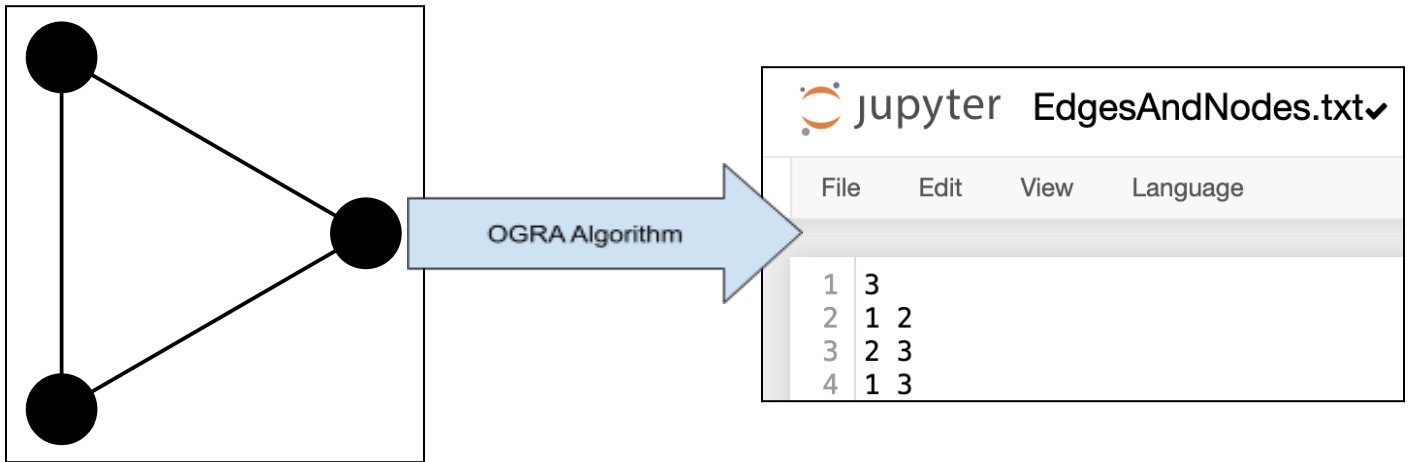 OGRA Algorithm
jupyter EdgesAndNodes.txt✔
File Edit View Language
1 3
2 1 2
3 2 3
4 1 3